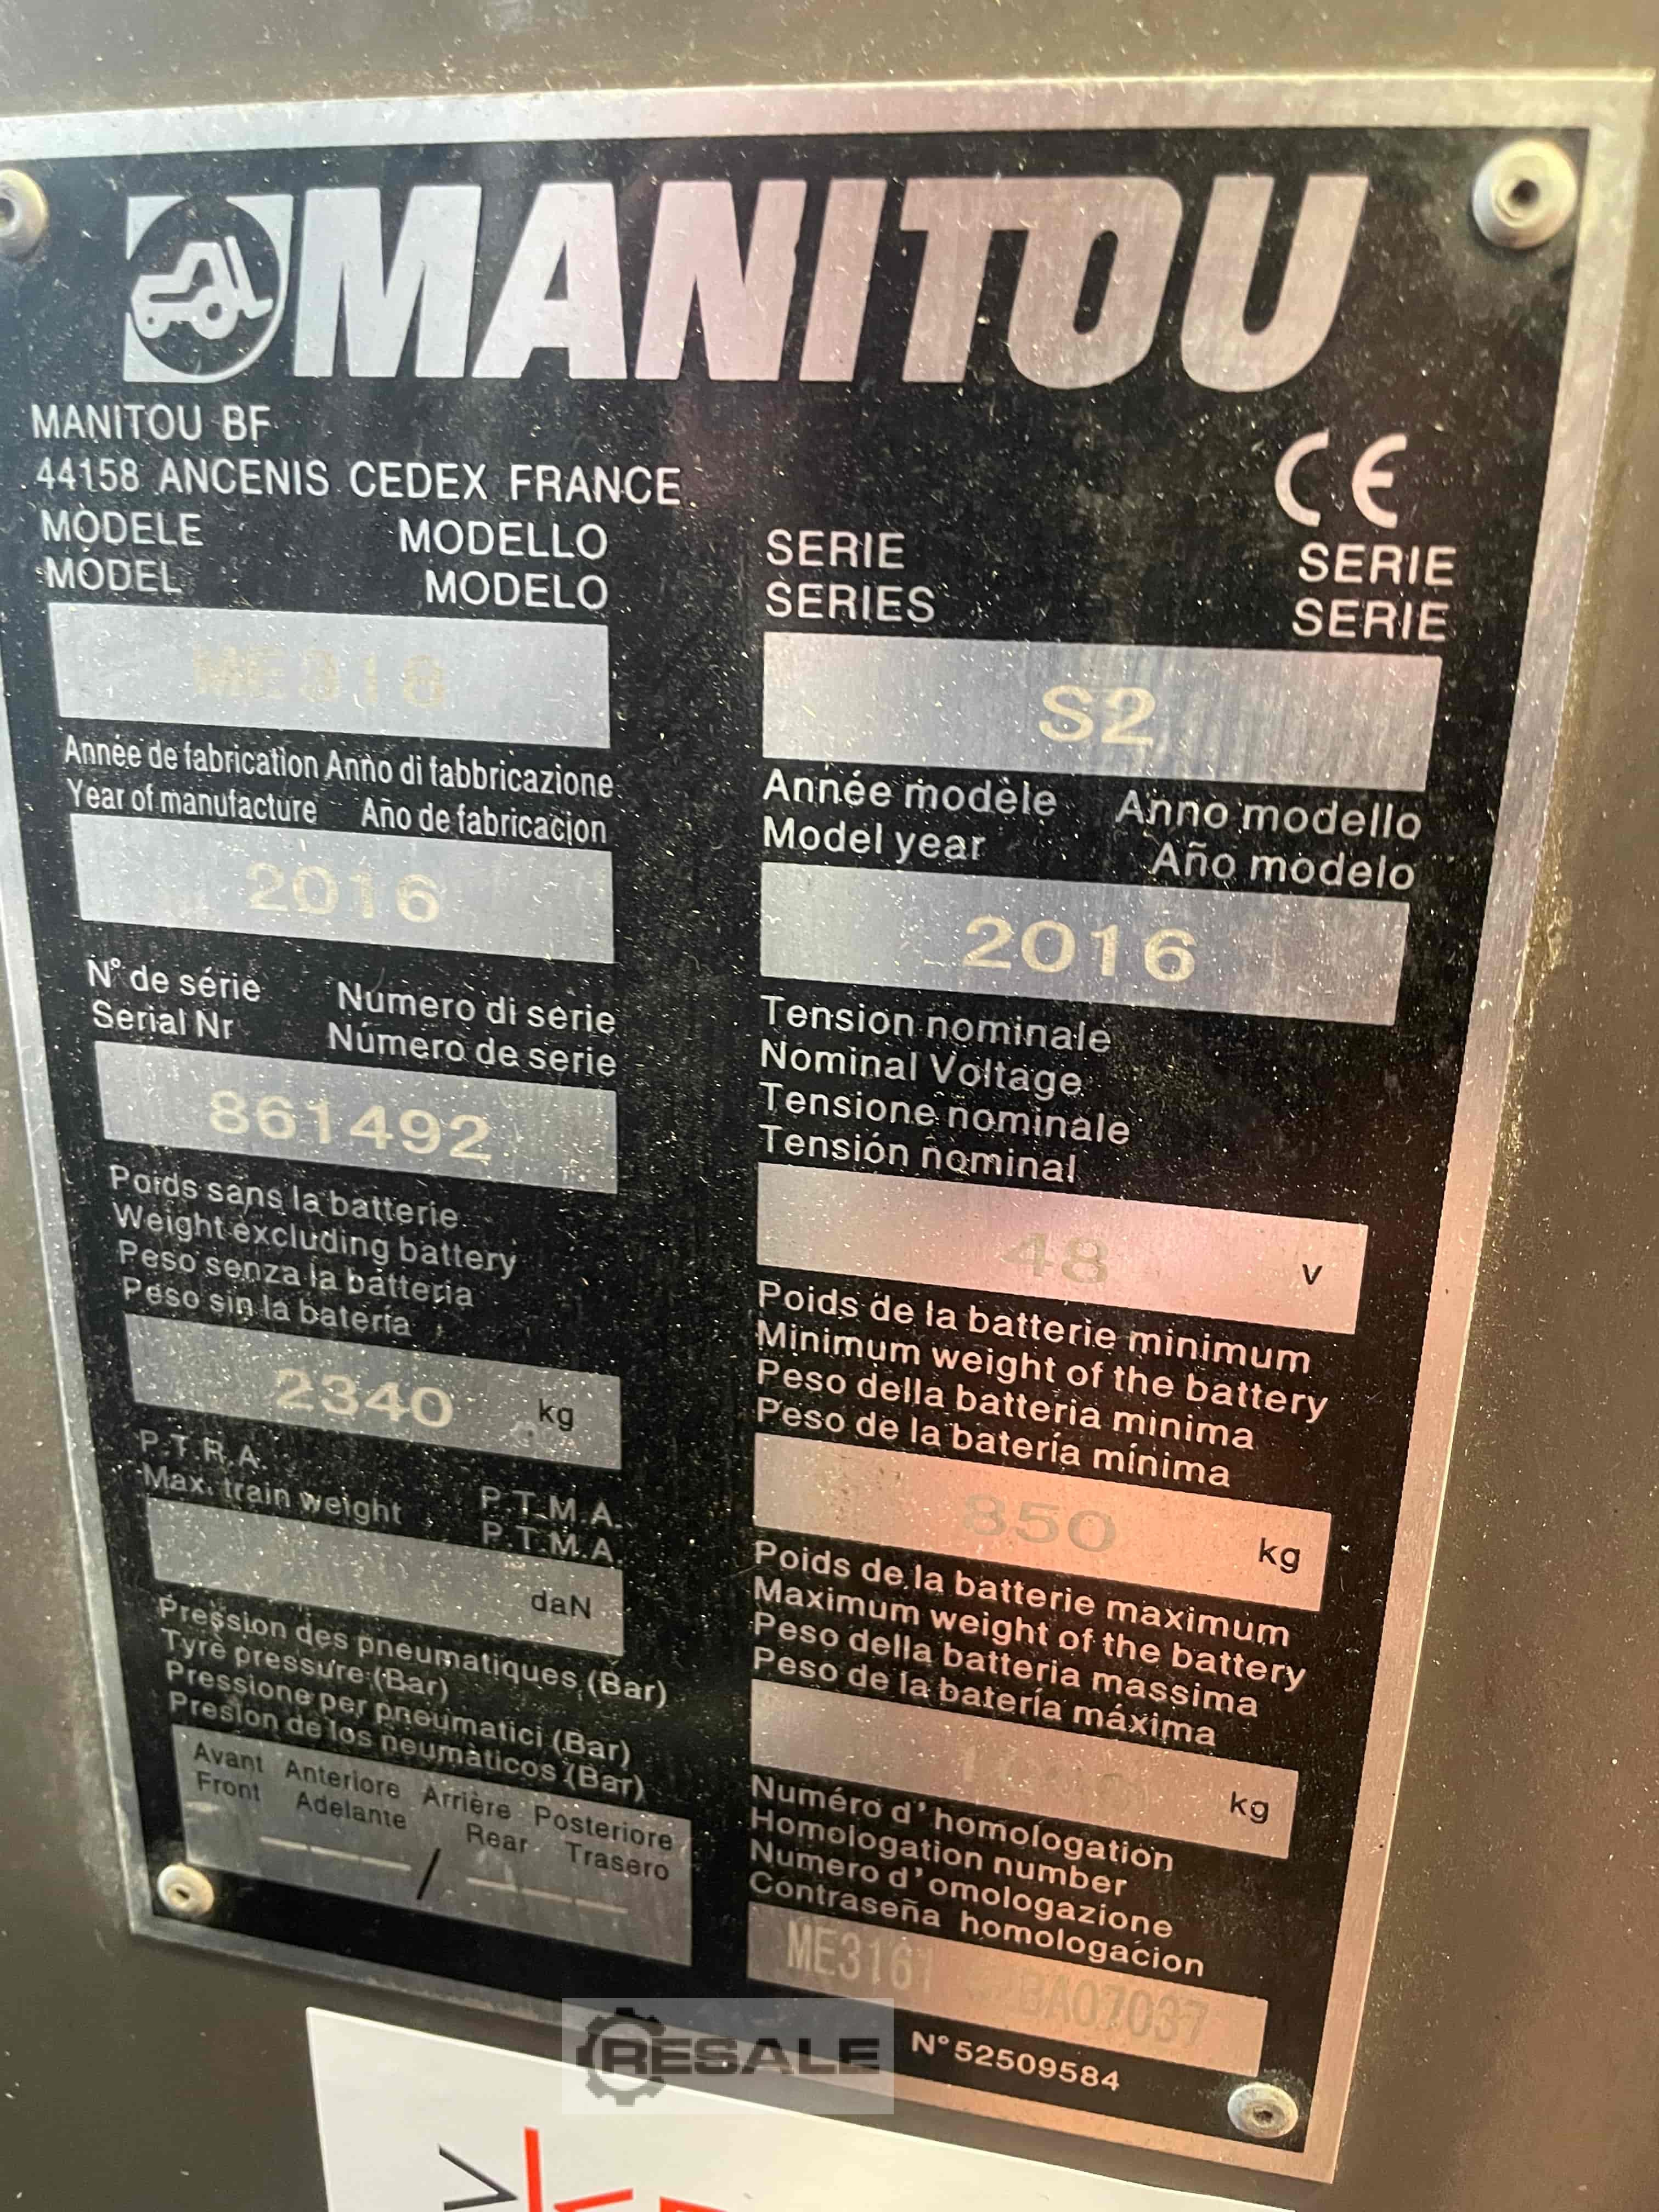 MANITOU
MANITOU BF
44158 ANCENIS CEDEX FRANCE
CE
MODELE MODELLO
MODEL MODELO
ME318
Année de fabrication Anno di fabbricazione
Year of manufacture Año de fabricacion
2016
N° de série Numero di serie
Serial Nr Número de serie
861492
Poids sans la batterie
Weight excluding battery
Peso senza la batteria
Peso sin la batería
2340 kg
P.T.R.A. P.T.M.A.
Max. train weight P.T.M.A.
daN
Pression des pneumatiques (Bar)
Tyre pressure (Bar)
Pressione per pneumatici (Bar)
Presion de los neumàticos (Bar)
Avant Anteriore Arrière Posteriore
Front Adelante Rear Trasero
--- / ---
SERIE SERIE
SERIES SERIE
S2
Année modèle Anno modello
Model year Año modelo
2016
Tension nominale
Nominal Voltage
Tensione nominale
Tensión nominal
48 V
Poids de la batterie minimum
Minimum weight of the battery
Peso della batteria minima
Peso de la batería mínima
850 kg
Poids de la batterie maximum
Maximum weight of the battery
Peso della batteria massima
Peso de la batería máxima
kg
Numéro d' homologation
Homologation number
Numero d' omologazione
Contraseña homologacion
N° 52509584
RESALE